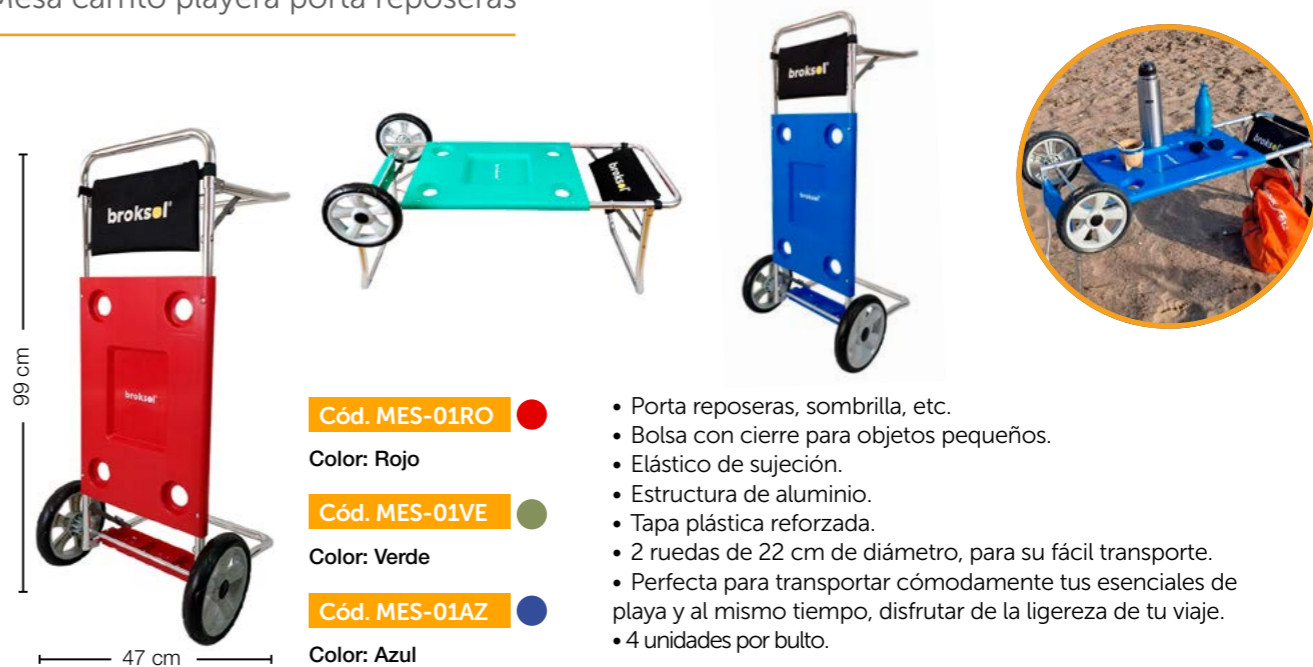 Mesa carrito playera porta reposeras
broksol®
broksol®
99 cm
47 cm
broksol
broksol
broksol®
broksol®
broksol
Cód. MES-01RO
Color: Rojo
Cód. MES-01VE
Color: Verde
Cód. MES-01AZ
Color: Azul
• Porta reposeras, sombrilla, etc.
• Bolsa con cierre para objetos pequeños.
• Elástico de sujeción.
• Estructura de aluminio.
• Tapa plástica reforzada.
• 2 ruedas de 22 cm de diámetro, para su fácil transporte.
• Perfecta para transportar cómodamente tus esenciales de
playa y al mismo tiempo, disfrutar de la ligereza de tu viaje.
• 4 unidades por bulto.